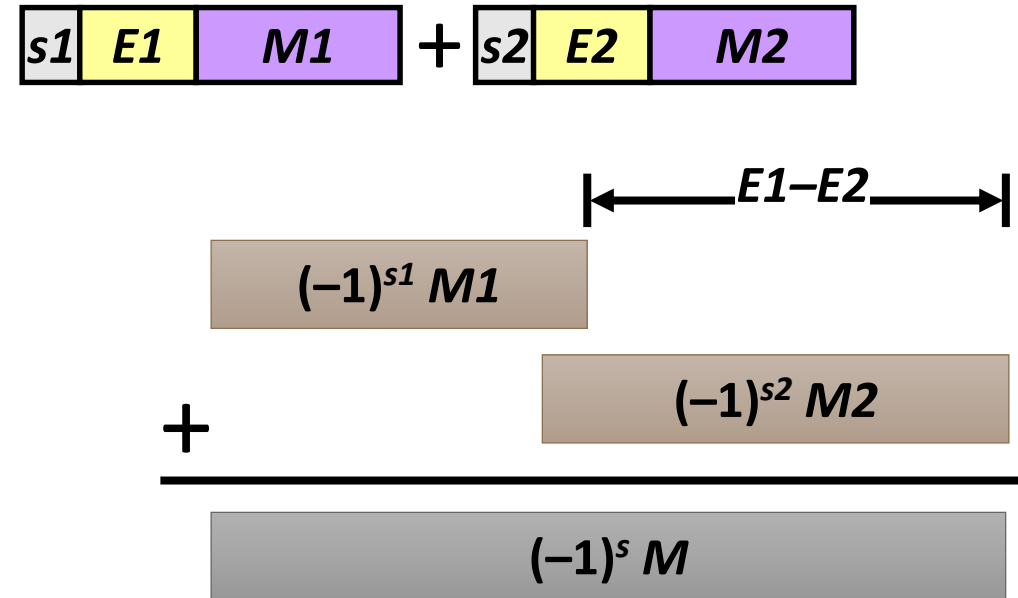 s1 E1 M1 + s2 E2 M2
E1–E2
(–1)^s1 M1
(–1)^s2 M2
+
(–1)^s M